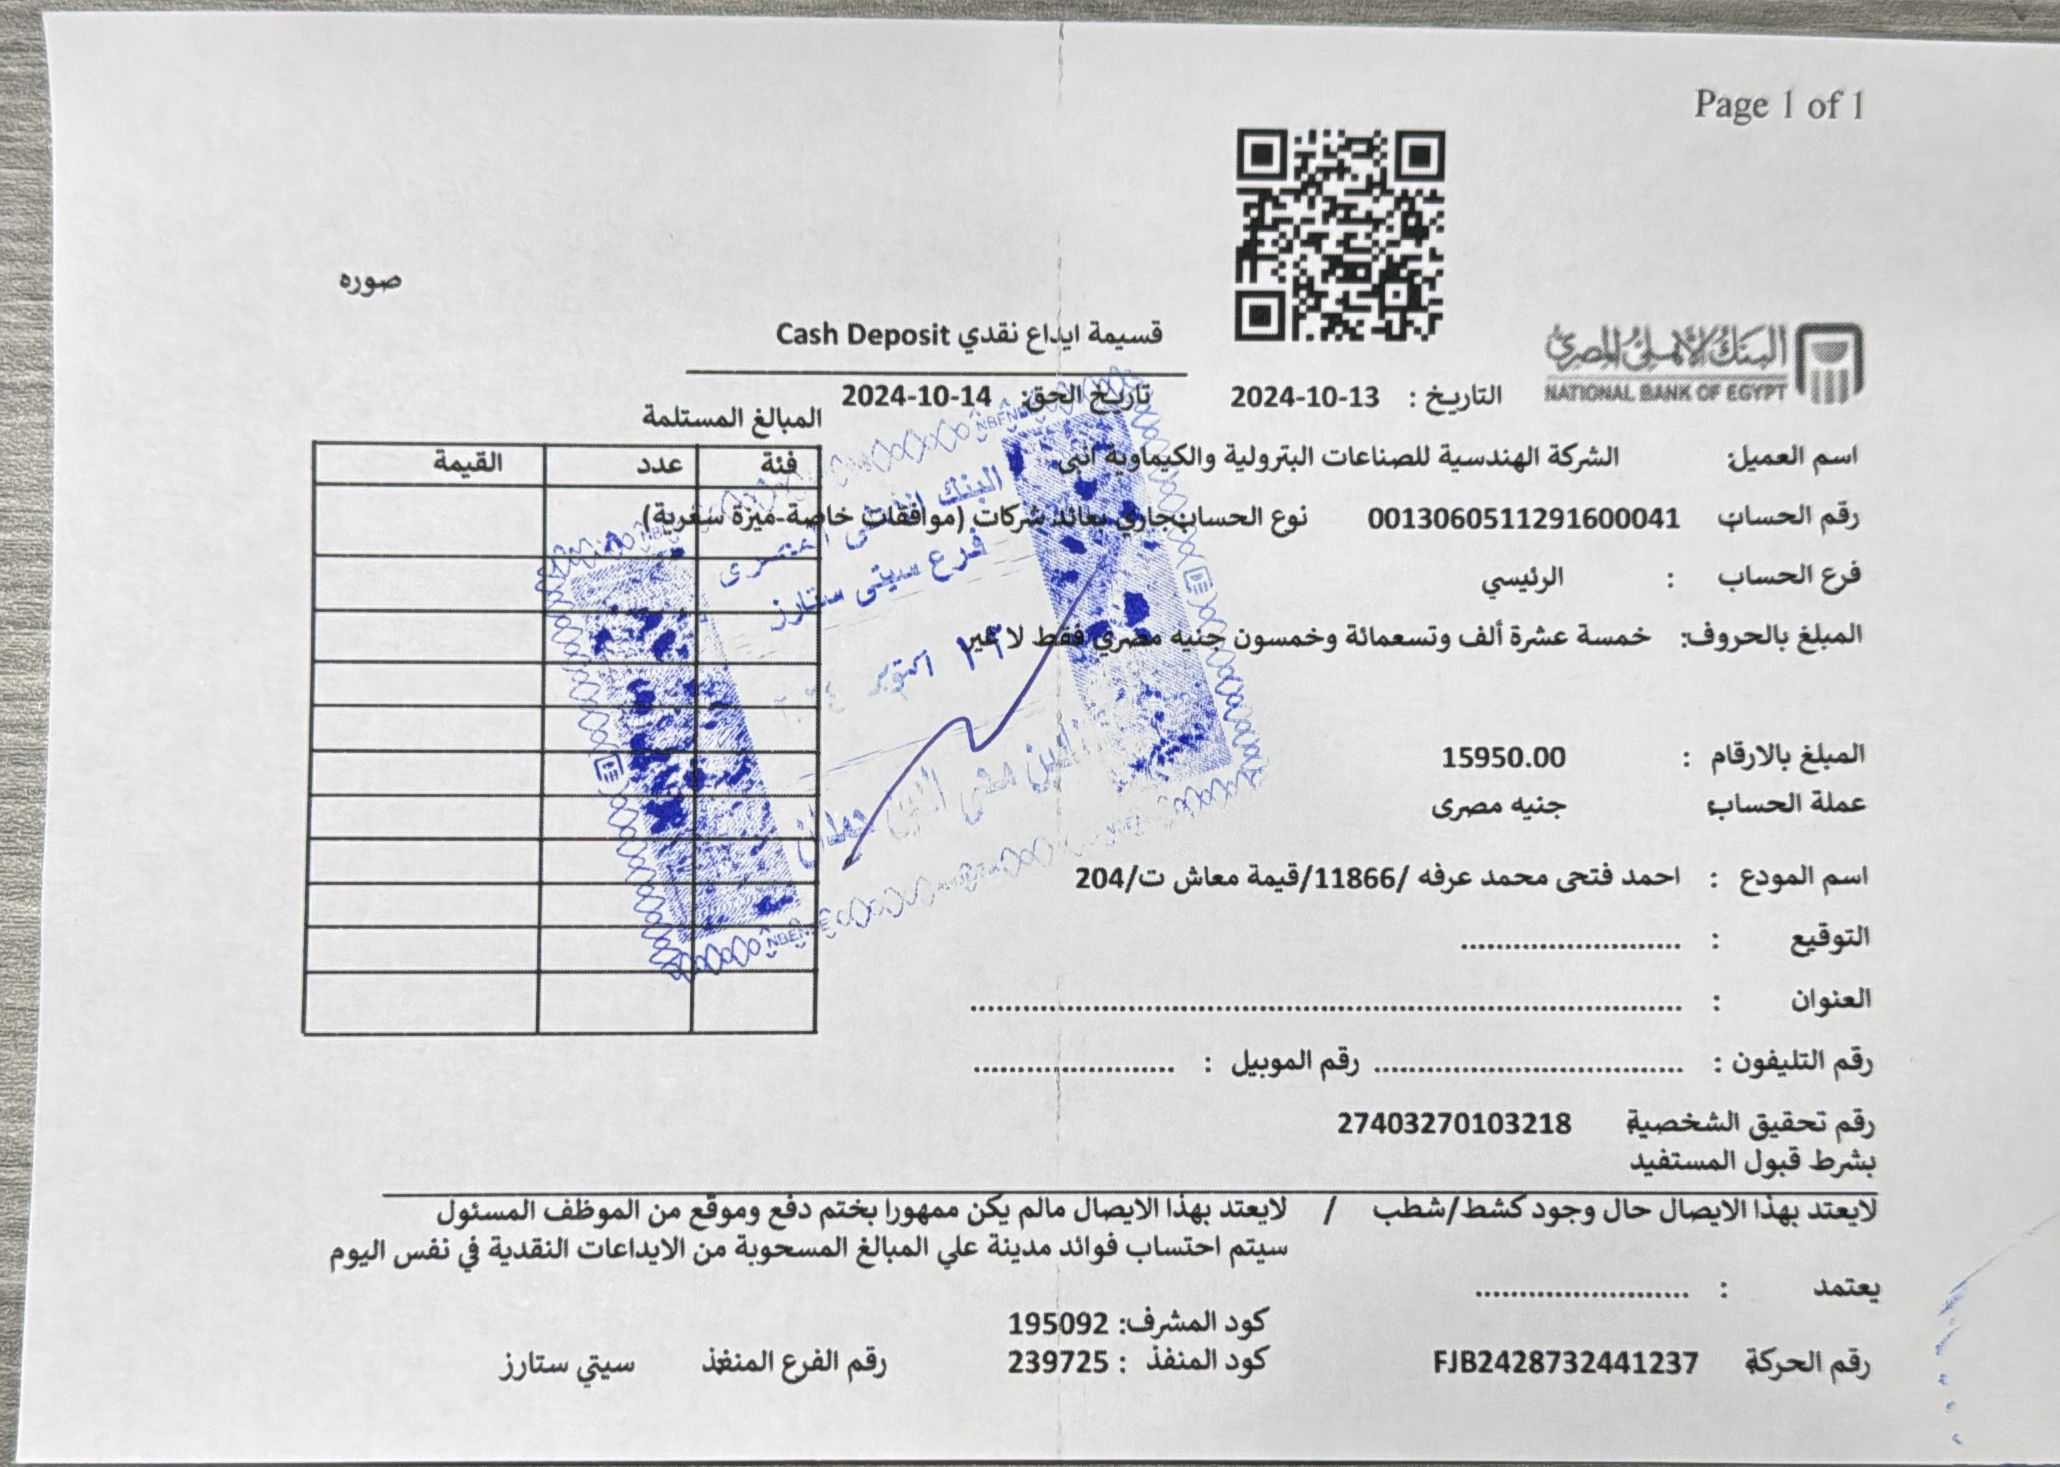 Page 1 of 1
صوره
البنك الأهلي المصري
NATIONAL BANK OF EGYPT
قسيمة ايداع نقدي Cash Deposit
التاريخ : 2024-10-13 تاريخ الحق: 2024-10-14
المبالغ المستلمة
فئة عدد القيمة
اسم العميل: الشركة الهندسية للصناعات البترولية والكيماوية انبى
رقم الحساب 0013060511291600041 نوع الحساب:جاري بعائد شركات (موافقات خاصة-ميزة سعرية)
فرع الحساب : الرئيسي
المبلغ بالحروف: خمسة عشرة ألف وتسعمائة وخمسون جنيه مصري فقط لا غير
المبلغ بالارقام : 15950.00
عملة الحساب جنيه مصرى
البنك الأهلى المصرى
فرع سيتى ستارز
١٣ اكتوبر ٢٠٢٤
اسم المودع : احمد فتحى محمد عرفه /11866/قيمة معاش ت/204
التوقيع : ........................
العنوان : ........................
رقم التليفون : ........................ رقم الموبيل : ........................
رقم تحقيق الشخصية 27403270103218
بشرط قبول المستفيد
لايعتد بهذا الايصال حال وجود كشط/شطب / لايعتد بهذا الايصال مالم يكن ممهورا بختم دفع وموقع من الموظف المسئول
سيتم احتساب فوائد مدينة علي المبالغ المسحوبة من الايداعات النقدية في نفس اليوم
يعتمد : ........................
كود المشرف: 195092
رقم الحركة FJB2428732441237 كود المنفذ : 239725 رقم الفرع المنفذ سيتي ستارز